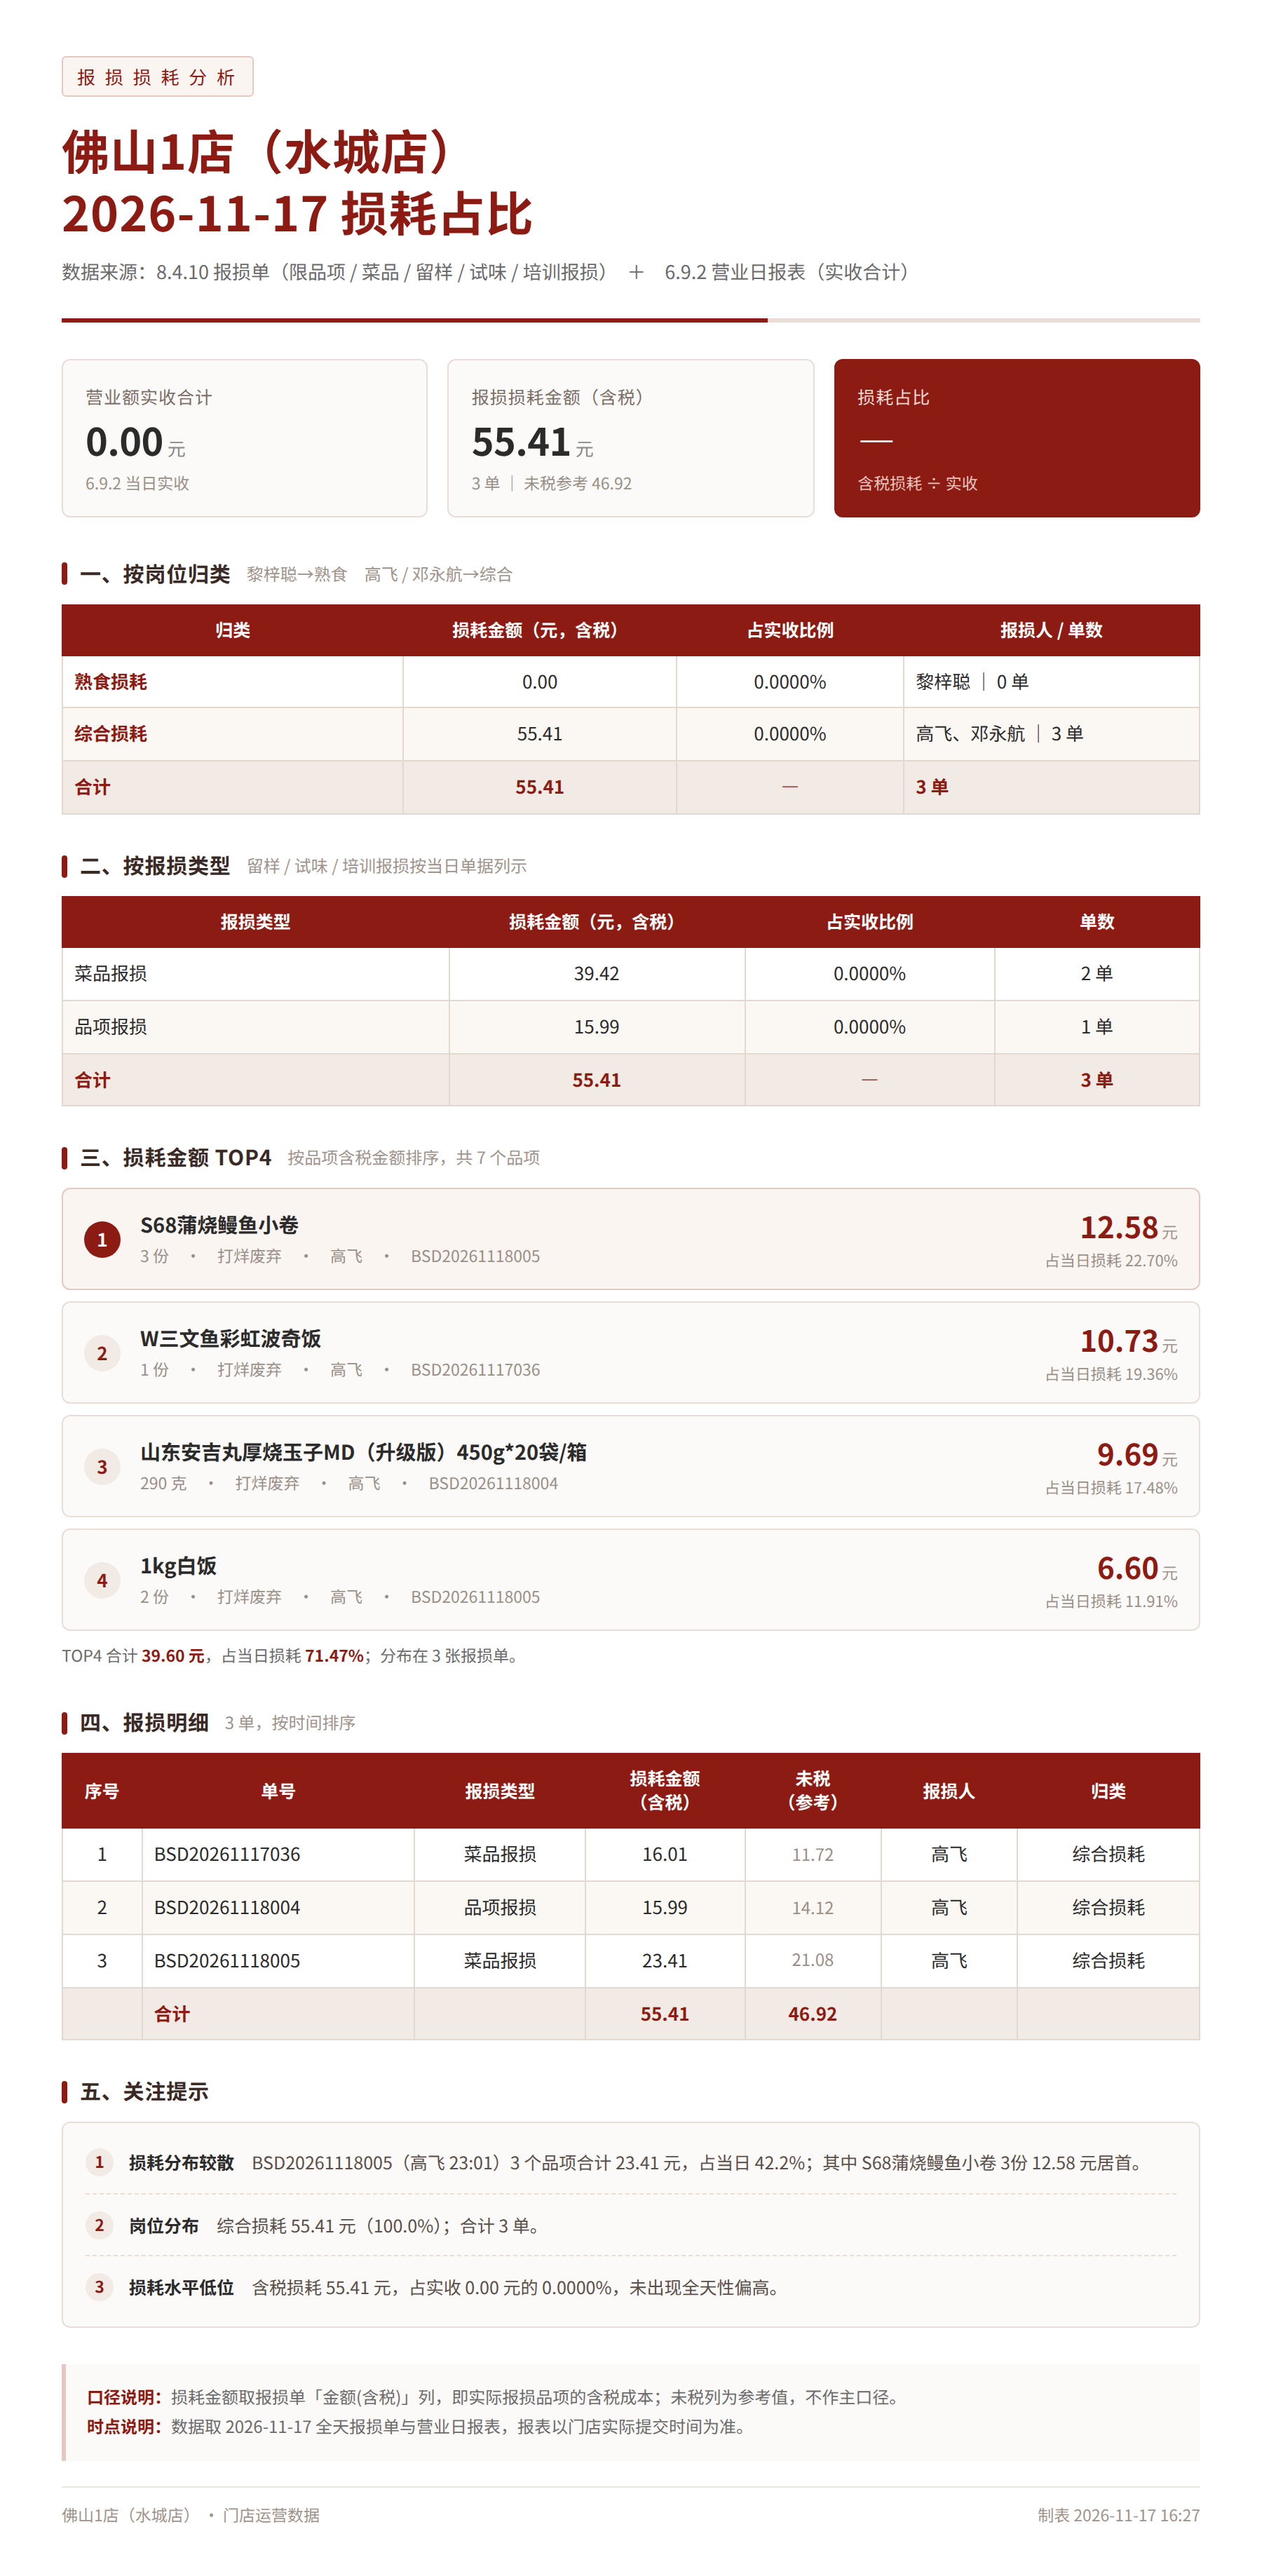 报损损耗分析
佛山1店（水城店）
2026-11-17 损耗占比
数据来源：8.4.10 报损单（限品项 / 菜品 / 留样 / 试味 / 培训报损） ＋ 6.9.2 营业日报表（实收合计）
营业额实收合计 报损损耗金额（含税） 损耗占比
0.00 元 55.41 元 —
6.9.2 当日实收 3 单 ｜ 未税参考 46.92 含税损耗 ÷ 实收
一、按岗位归类 黎梓聪→熟食 高飞 / 邓永航→综合
归类 损耗金额（元，含税） 占实收比例 报损人 / 单数
熟食损耗 0.00 0.0000% 黎梓聪 ｜ 0 单
综合损耗 55.41 0.0000% 高飞、邓永航 ｜ 3 单
合计 55.41 — 3 单
二、按报损类型 留样 / 试味 / 培训报损按当日单据列示
报损类型 损耗金额（元，含税） 占实收比例 单数
菜品报损 39.42 0.0000% 2 单
品项报损 15.99 0.0000% 1 单
合计 55.41 — 3 单
三、损耗金额 TOP4 按品项含税金额排序，共 7 个品项
1 S68蒲烧鳗鱼小卷 12.58 元
3 份 · 打烊废弃 · 高飞 · BSD20261118005 占当日损耗 22.70%
2 W三文鱼彩虹波奇饭 10.73 元
1 份 · 打烊废弃 · 高飞 · BSD20261117036 占当日损耗 19.36%
3 山东安吉丸厚烧玉子MD（升级版）450g*20袋/箱 9.69 元
290 克 · 打烊废弃 · 高飞 · BSD20261118004 占当日损耗 17.48%
4 1kg白饭 6.60 元
2 份 · 打烊废弃 · 高飞 · BSD20261118005 占当日损耗 11.91%
TOP4 合计 39.60 元，占当日损耗 71.47%；分布在 3 张报损单。
四、报损明细 3 单，按时间排序
序号 单号 报损类型 损耗金额（含税） 未税（参考） 报损人 归类
1 BSD20261117036 菜品报损 16.01 11.72 高飞 综合损耗
2 BSD20261118004 品项报损 15.99 14.12 高飞 综合损耗
3 BSD20261118005 菜品报损 23.41 21.08 高飞 综合损耗
合计 55.41 46.92
五、关注提示
1 损耗分布较散 BSD20261118005（高飞 23:01）3 个品项合计 23.41 元，占当日 42.2%；其中 S68蒲烧鳗鱼小卷 3份 12.58 元居首。
2 岗位分布 综合损耗 55.41 元（100.0%）；合计 3 单。
3 损耗水平低位 含税损耗 55.41 元，占实收 0.00 元的 0.0000%，未出现全天性偏高。
口径说明：损耗金额取报损单「金额(含税)」列，即实际报损品项的含税成本；未税列为参考值，不作主口径。
时点说明：数据取 2026-11-17 全天报损单与营业日报表，报表以门店实际提交时间为准。
佛山1店（水城店） · 门店运营数据 制表 2026-11-17 16:27